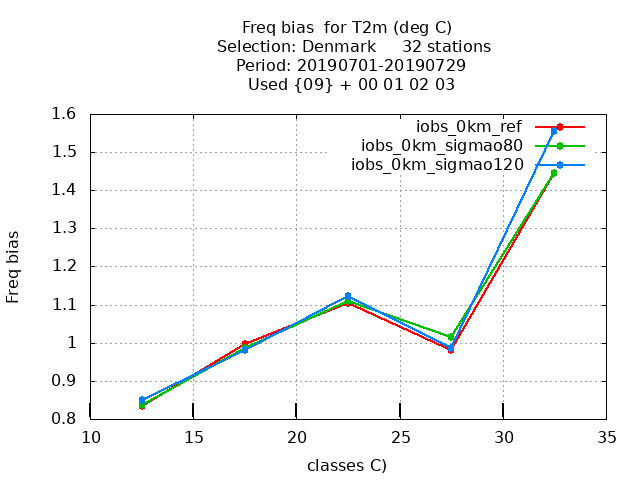 Freq bias  for T2m (deg C)
Selection: Denmark     32 stations
Period: 20190701-20190729
Used {09} + 00 01 02 03
iobs_0km_ref
iobs_0km_sigmao80
iobs_0km_sigmao120
Freq bias
1.6
1.5
1.4
1.3
1.2
1.1
1
0.9
0.8
10 15 20 25 30 35
classes C)